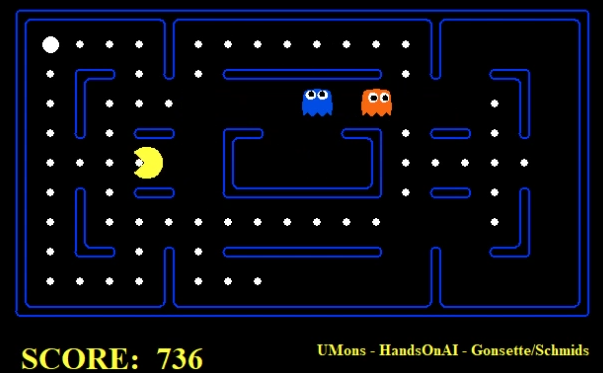 SCORE: 736
UMons - HandsOnAI - Gonsette/Schmids